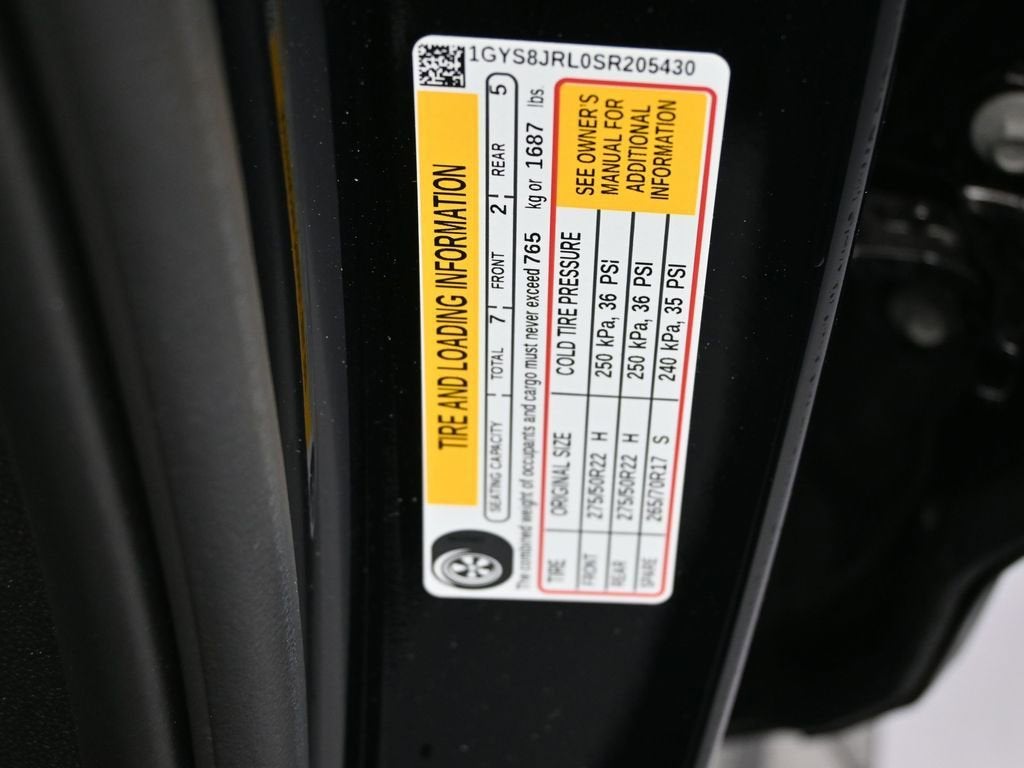 1GYS8JRL0SR205430
TIRE AND LOADING INFORMATION
SEATING CAPACITY TOTAL 7 FRONT 2 REAR 5
The combined weight of occupants and cargo must never exceed 765 kg or 1687 lbs
TIRE ORIGINAL SIZE COLD TIRE PRESSURE
FRONT 275/50R22 H 250 kPa, 36 PSI
REAR 275/50R22 H 250 kPa, 36 PSI
SPARE 265/70R17 S 240 kPa, 35 PSI
SEE OWNER'S
MANUAL FOR
ADDITIONAL
INFORMATION